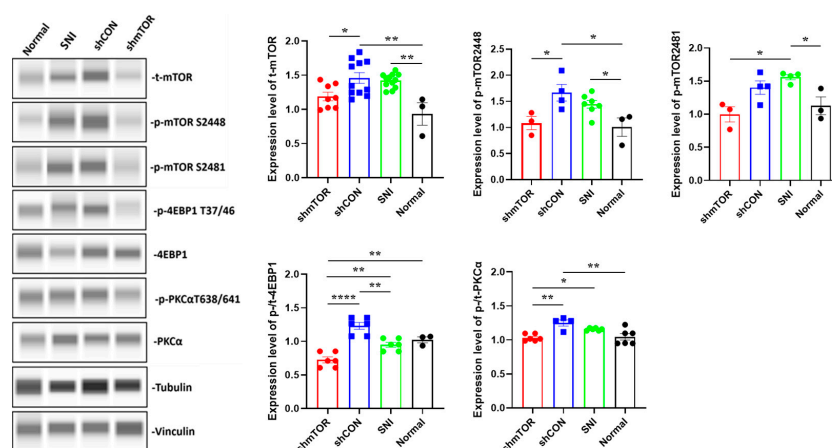 Normal SNI shCON shmTOR
-t-mTOR
-p-mTOR S2448
-p-mTOR S2481
-p-4EBP1 T37/46
-4EBP1
-p-PKCαT638/641
-PKCα
-Tubulin
-Vinculin
Expression level of t-mTOR
2.0
1.5
1.0
0.5
0.0
*
**
**
shmTOR shCON SNI Normal
Expression level of p-mTOR2448
2.5
2.0
1.5
1.0
0.5
0.0
*
*
*
shmTOR shCON SNI Normal
Expression level of p-mTOR2481
2.0
1.5
1.0
0.5
0.0
*
*
shmTOR shCON SNI Normal
Expression level of p-/t-4EBP1
2.0
1.5
1.0
0.5
0.0
**
**
****
**
shmTOR shCON SNI Normal
Expression level of p-/t-PKCα
2.0
1.5
1.0
0.5
0.0
**
*
**
shmTOR shCON SNI Normal